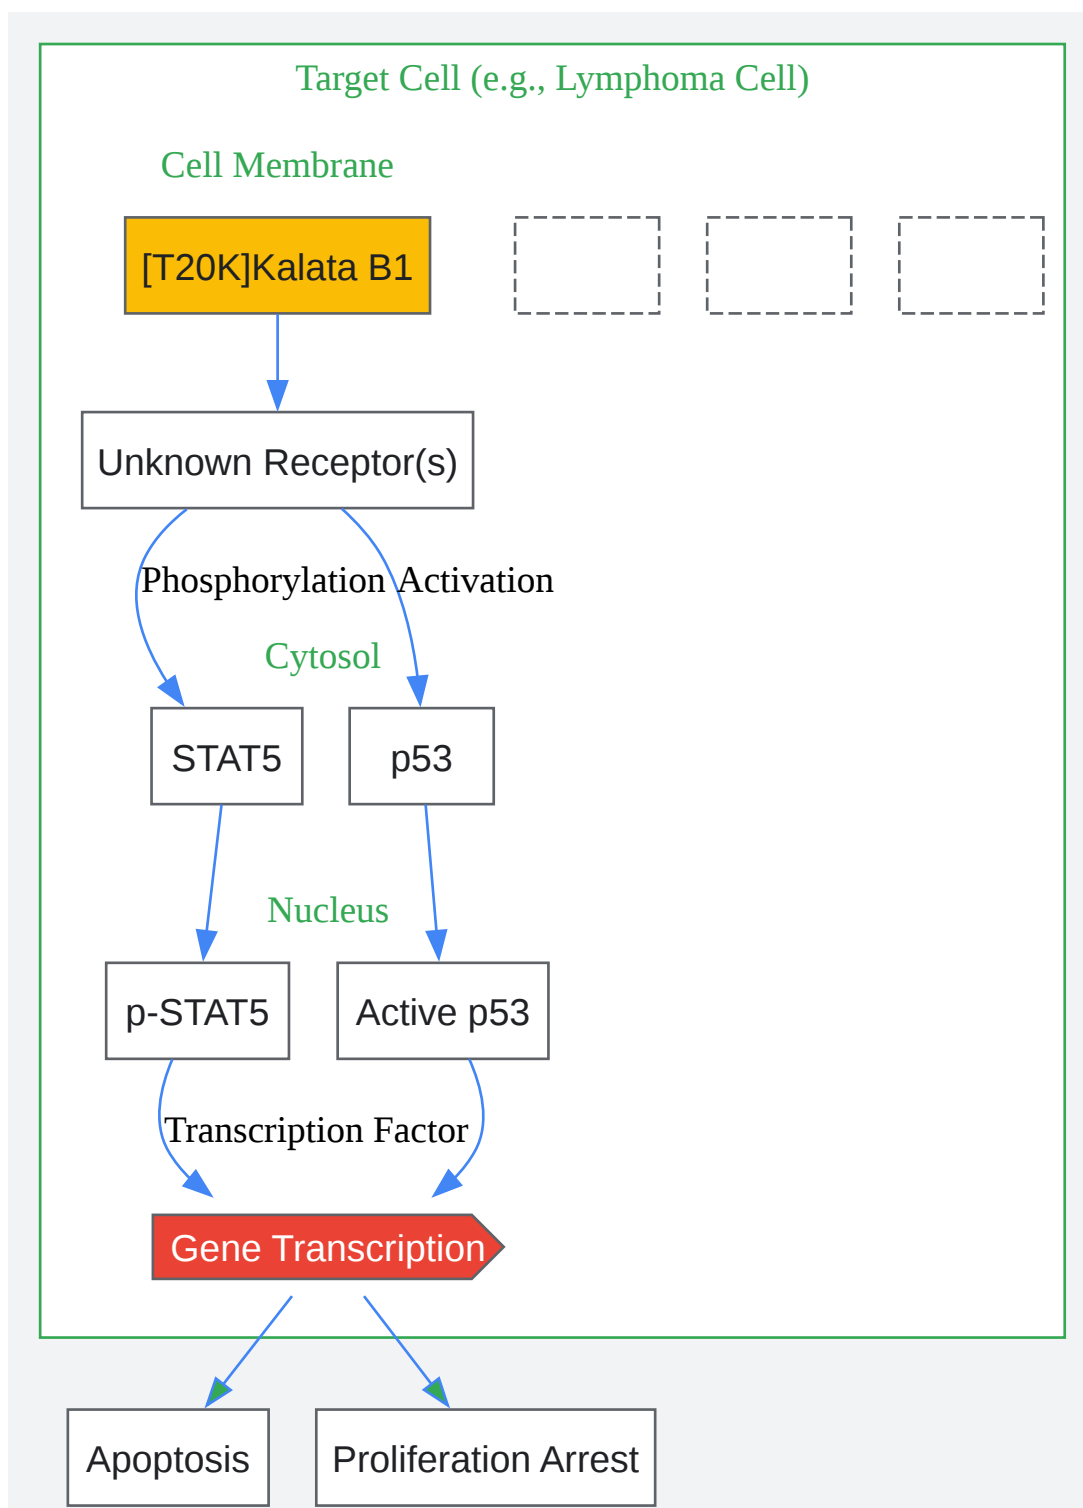 Target Cell (e.g., Lymphoma Cell)
Cell Membrane
[T20K]Kalata B1
Unknown Receptor(s)
Phosphorylation
Activation
Cytosol
STAT5
p53
Nucleus
p-STAT5
Active p53
Transcription Factor
Gene Transcription
Apoptosis
Proliferation Arrest